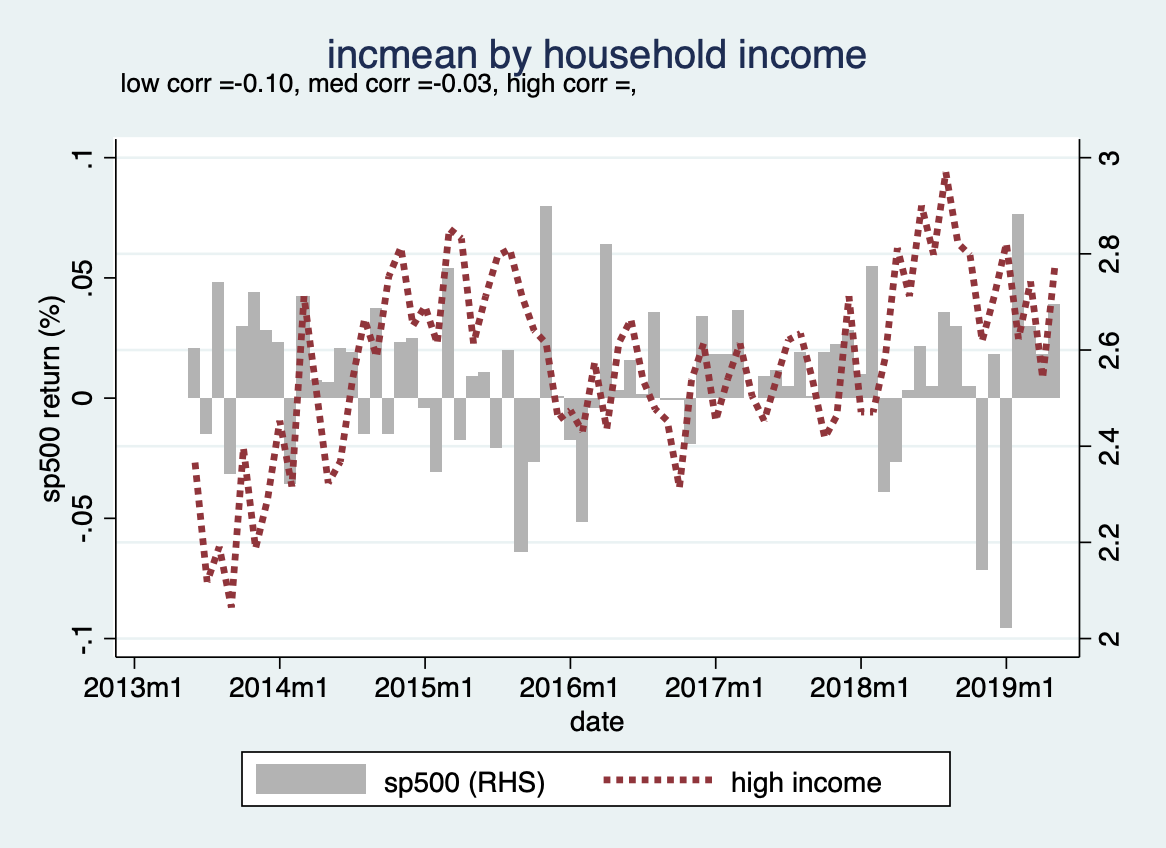 incmean by household income
low corr =-0.10, med corr =-0.03, high corr =,
sp500 return (%)
.1
.05
0
-.05
-.1
3
2.8
2.6
2.4
2.2
2
2013m1 2014m1 2015m1 2016m1 2017m1 2018m1 2019m1
date
sp500 (RHS) high income